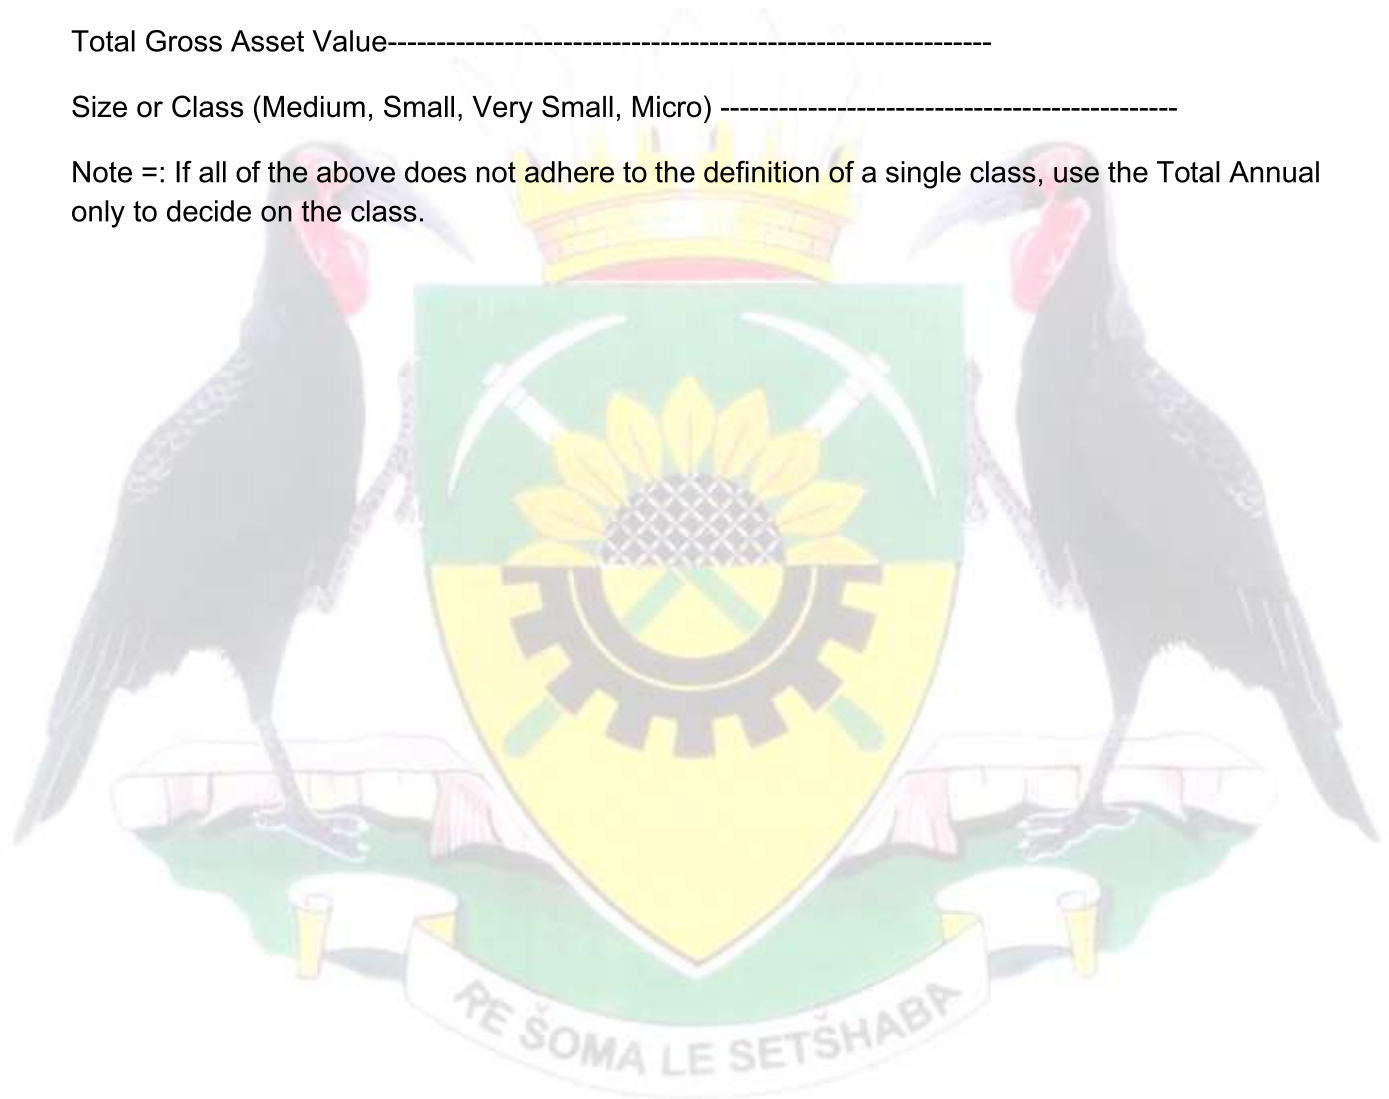 Total Gross Asset Value--------------------------------------------------------------
Size or Class (Medium, Small, Very Small, Micro) -----------------------------------------------
Note =: If all of the above does not adhere to the definition of a single class, use the Total Annual
only to decide on the class.
RE ŠOMA LE SETŠHABA